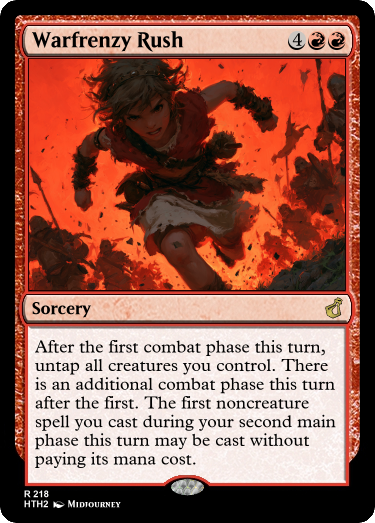 Warfrenzy Rush 4
Sorcery
After the first combat phase this turn,
untap all creatures you control. There
is an additional combat phase this turn
after the first. The first noncreature
spell you cast during your second main
phase this turn may be cast without
paying its mana cost.
R 218
HTH2 Midjourney